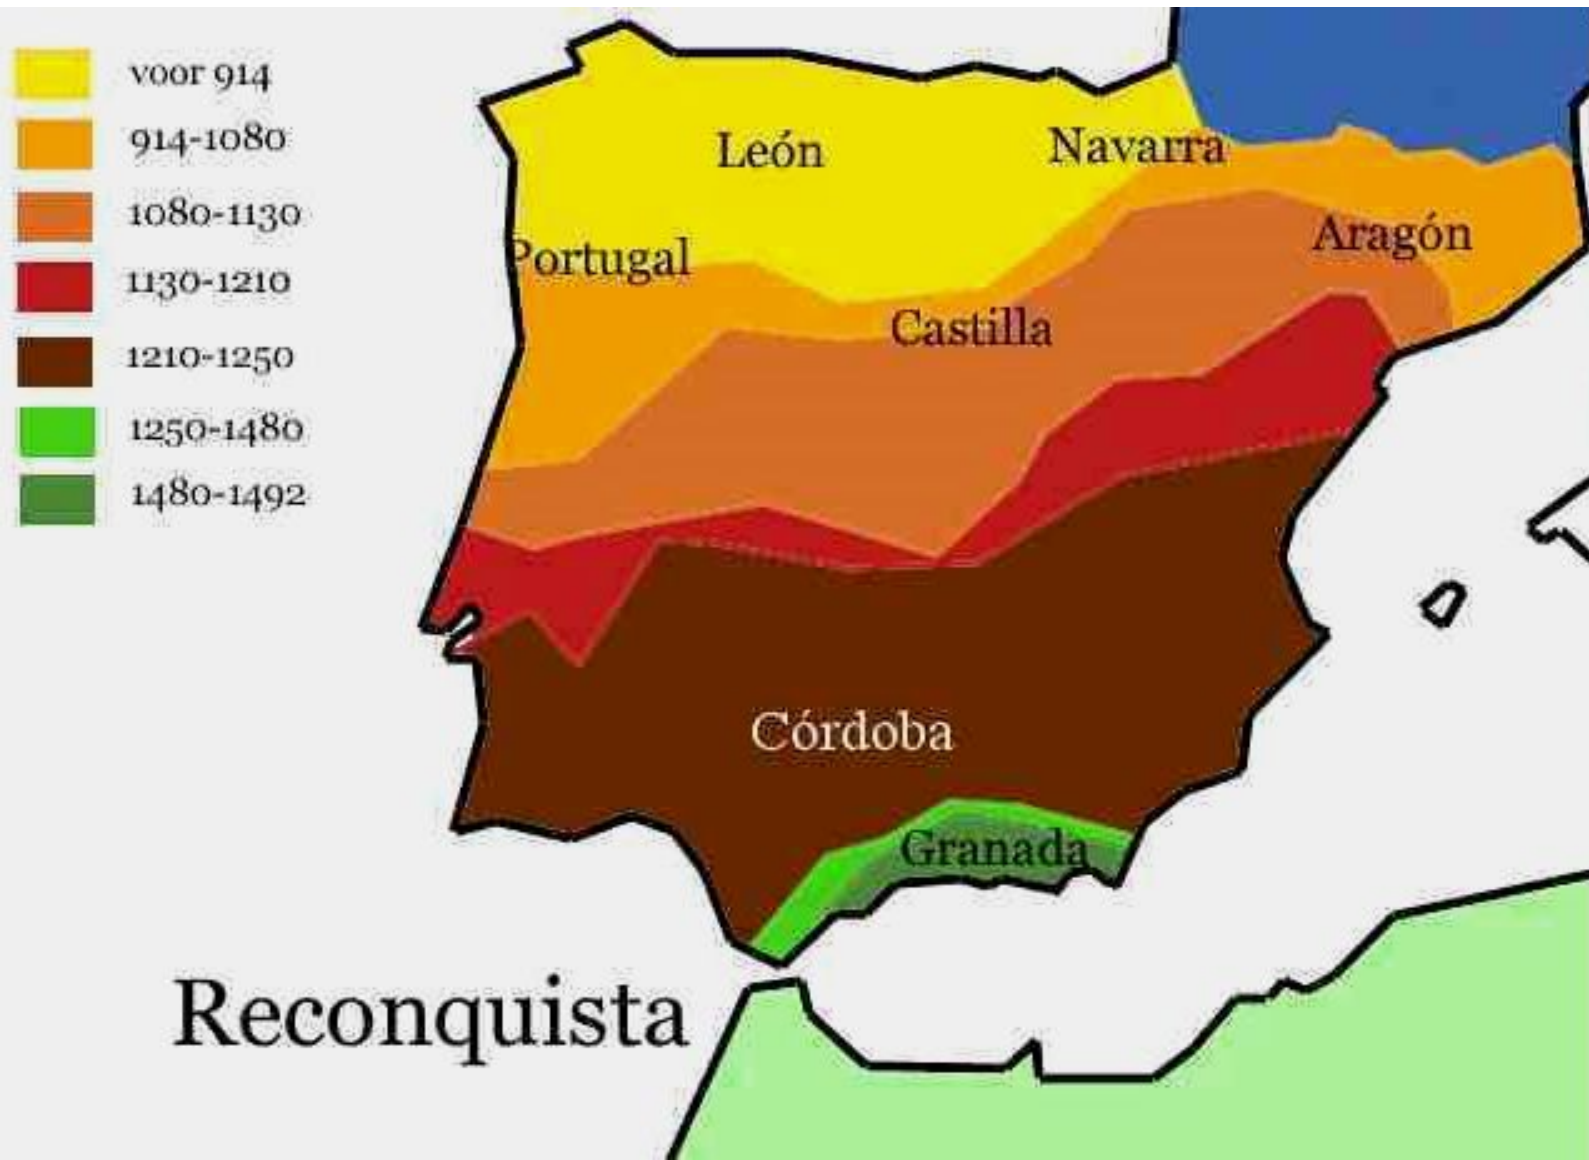 voor 914
914-1080
1080-1130
1130-1210
1210-1250
1250-1480
1480-1492
León
Navarra
Portugal
Aragón
Castilla
Córdoba
Granada
Reconquista